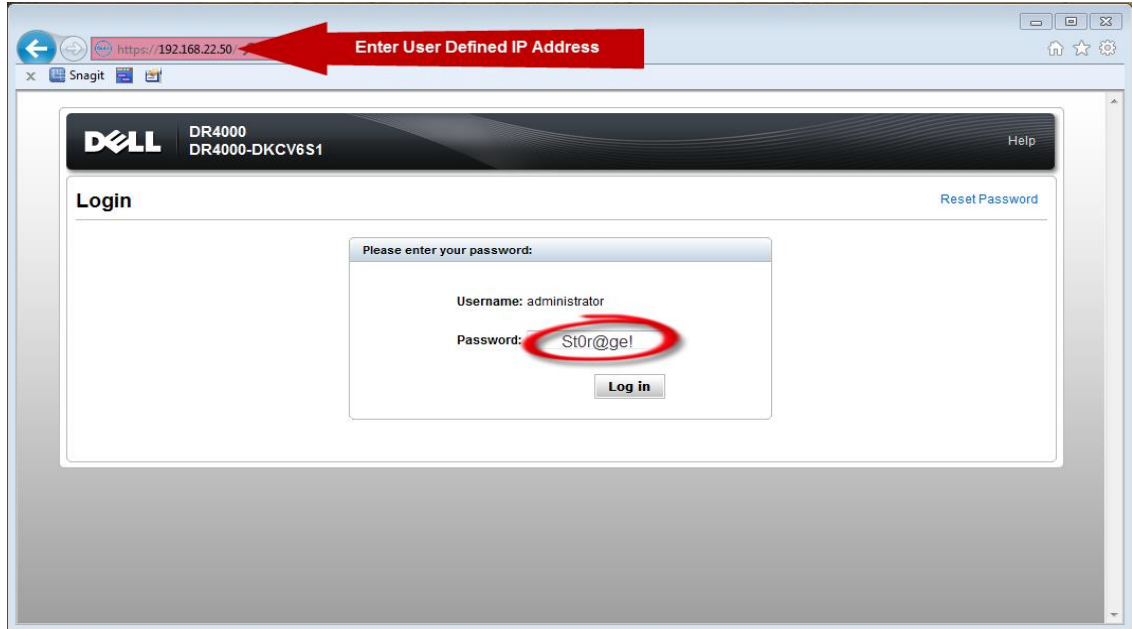 https://192.168.22.50/
Enter User Defined IP Address
x Snagit
DELL
DR4000
DR4000-DKCV6S1
Help
Login
Reset Password
Please enter your password:
Username: administrator
Password: St0r@ge!
Log in